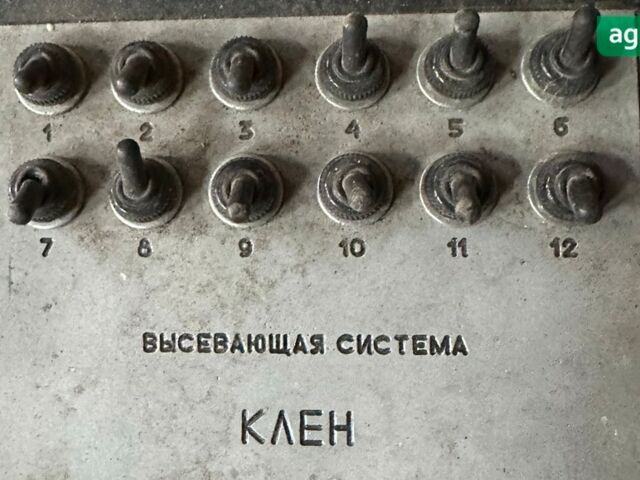 ag
1 2 3 4 5 6
7 8 9 10 11 12
ВЫСЕВАЮЩАЯ СИСТЕМА
КЛЕН